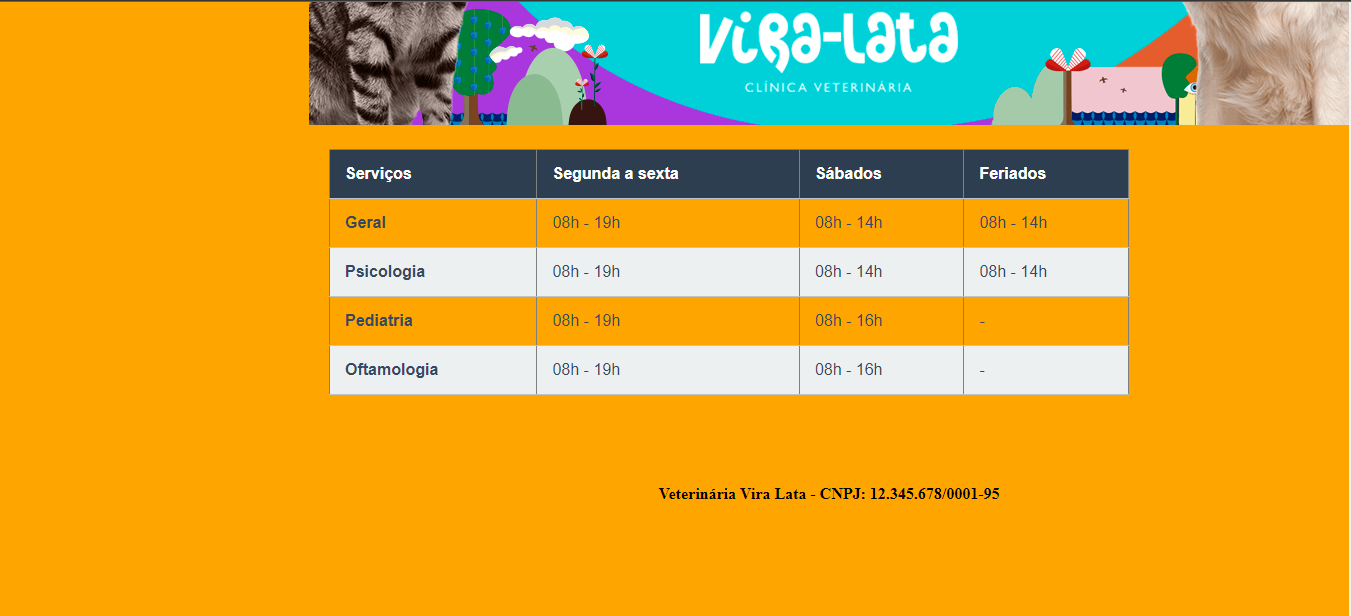 ViRa-Lata
CLÍNICA VETERINÁRIA
Serviços Segunda a sexta Sábados Feriados
Geral 08h - 19h 08h - 14h 08h - 14h
Psicologia 08h - 19h 08h - 14h 08h - 14h
Pediatria 08h - 19h 08h - 16h -
Oftamologia 08h - 19h 08h - 16h -
Veterinária Vira Lata - CNPJ: 12.345.678/0001-95